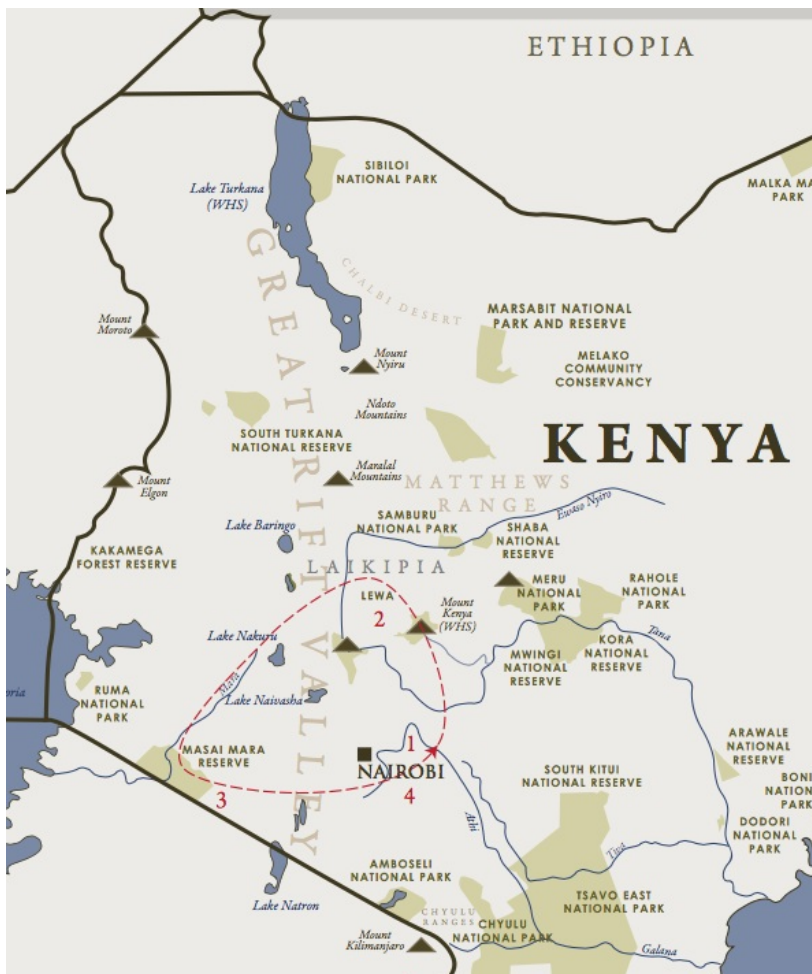 ETHIOPIA
SIBILOI
NATIONAL PARK
Lake Turkana
(WHS)
MALKA MA
PARK
GREAT RIFT VALLEY
CHALBI DESERT
MARSABIT NATIONAL
PARK AND RESERVE
Mount
Moroto
Mount
Nyiru
MELAKO
COMMUNITY
CONSERVANCY
Ndoto
Mountains
SOUTH TURKANA
NATIONAL RESERVE
KENYA
Mount
Elgon
Maralal
Mountains
MATTHEWS
RANGE
Ewaso Nyiro
SAMBURU
NATIONAL PARK
SHABA
NATIONAL
RESERVE
Lake Baringo
KAKAMEGA
FOREST RESERVE
LAIKIPIA
LEWA
2
Mount
Kenya
(WHS)
MERU
NATIONAL
PARK
RAHOLE
NATIONAL
PARK
Lake Nakuru
KORA
NATIONAL
RESERVE
Tana
MWINGI
NATIONAL
RESERVE
Mara
Lake Naivasha
oria
RUMA
NATIONAL
PARK
MASAI MARA
RESERVE
1
NAIROBI
4
3
ARAWALE
NATIONAL
RESERVE
SOUTH KITUI
NATIONAL RESERVE
BONI
NATION
PARK
DODORI
NATIONAL
PARK
Athi
Tiva
AMBOSELI
NATIONAL PARK
Lake Natron
TSAVO EAST
NATIONAL PARK
CHYULU
RANGES
CHYULU
NATIONAL PARK
Mount
Kilimanjaro
Galana